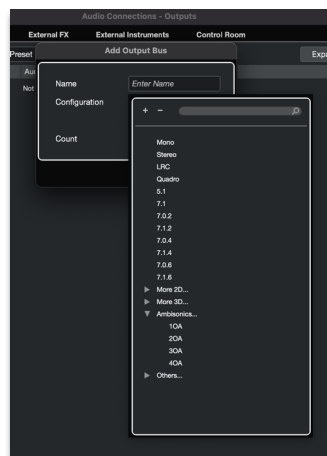 Audio Connections - Outputs
External FX External Instruments Control Room
Preset Add Output Bus Expa
Au
Not
Name Enter Name
Configuration
+ −
Count
Mono
Stereo
LRC
Quadro
5.1
7.1
7.0.2
7.1.2
7.0.4
7.1.4
7.0.6
7.1.6
More 2D...
More 3D...
Ambisonics...
1OA
2OA
3OA
4OA
Others...